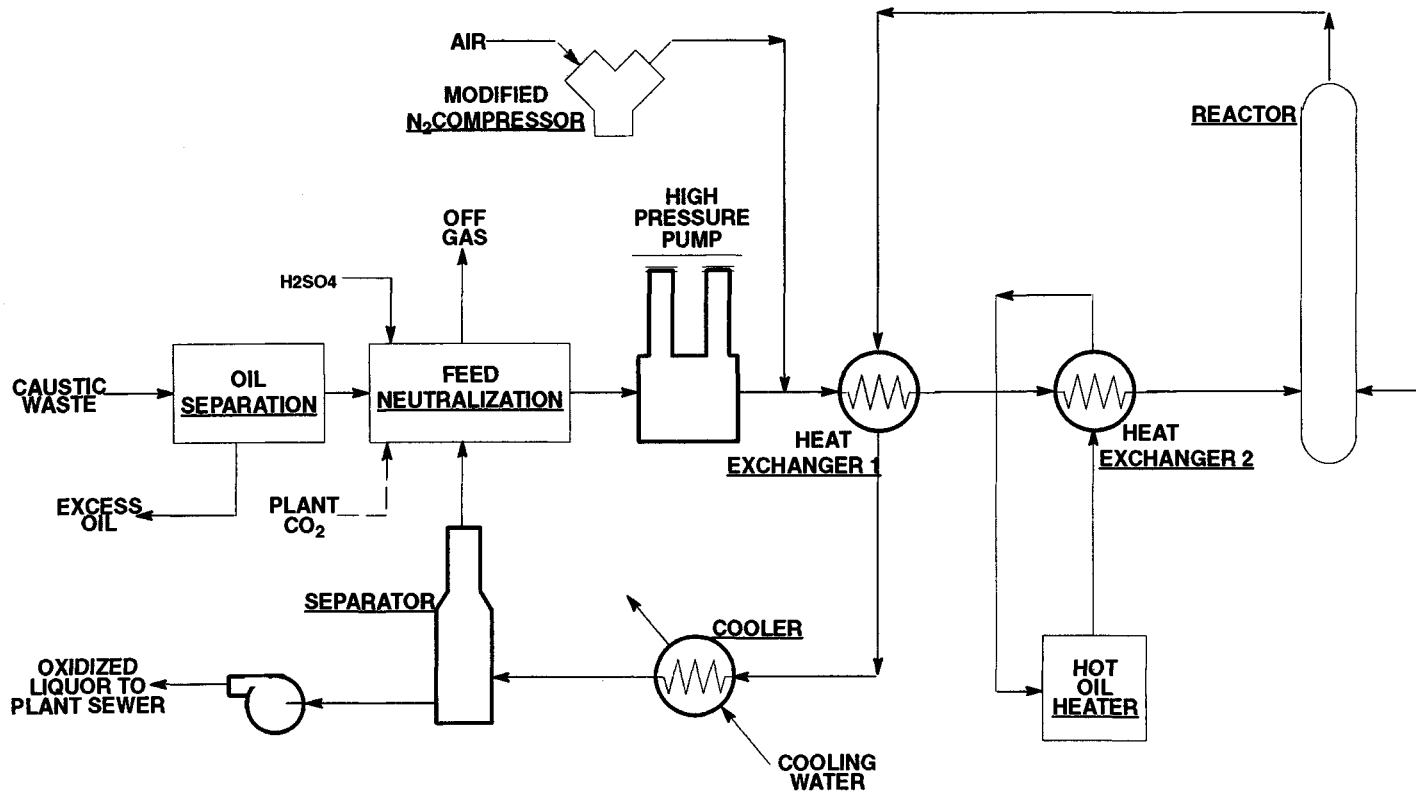 AIR
MODIFIED
N₂COMPRESSOR
REACTOR
HIGH
PRESSURE
PUMP
OFF
GAS
H2SO4
CAUSTIC
WASTE
OIL
SEPARATION
FEED
NEUTRALIZATION
HEAT
EXCHANGER 1
HEAT
EXCHANGER 2
EXCESS
OIL
PLANT
CO₂
SEPARATOR
COOLER
OXIDIZED
LIQUOR TO
PLANT SEWER
HOT
OIL
HEATER
COOLING
WATER